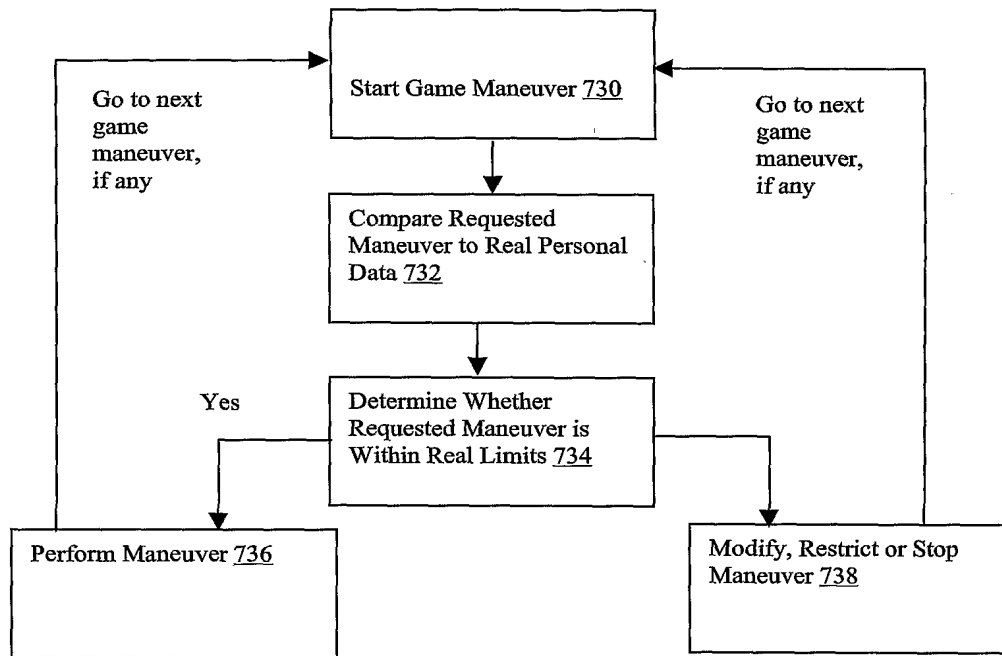 Start Game Maneuver 730
Go to next
game
maneuver,
if any
Go to next
game
maneuver,
if any
Compare Requested
Maneuver to Real Personal
Data 732
Yes
Determine Whether
Requested Maneuver is
Within Real Limits 734
Perform Maneuver 736
Modify, Restrict or Stop
Maneuver 738